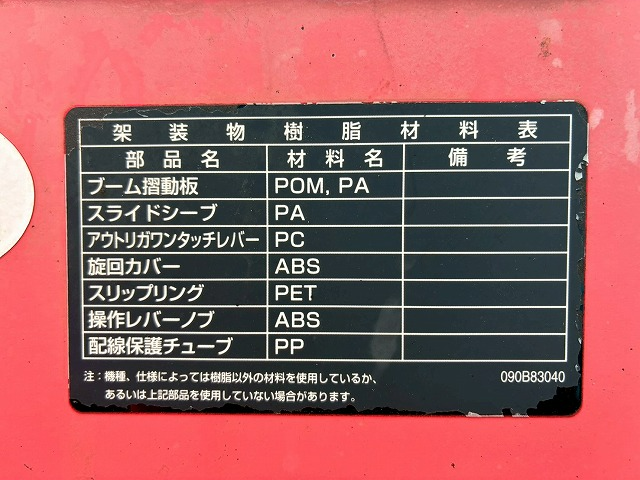 架装物樹脂材料表
部品名 材料名 備考
ブーム摺動板 POM, PA
スライドシーブ PA
アウトリガワンタッチレバー PC
旋回カバー ABS
スリップリング PET
操作レバーノブ ABS
配線保護チューブ PP
注：機種、仕様によっては樹脂以外の材料を使用しているか、 090B83040
あるいは上記部品を使用していない場合があります。